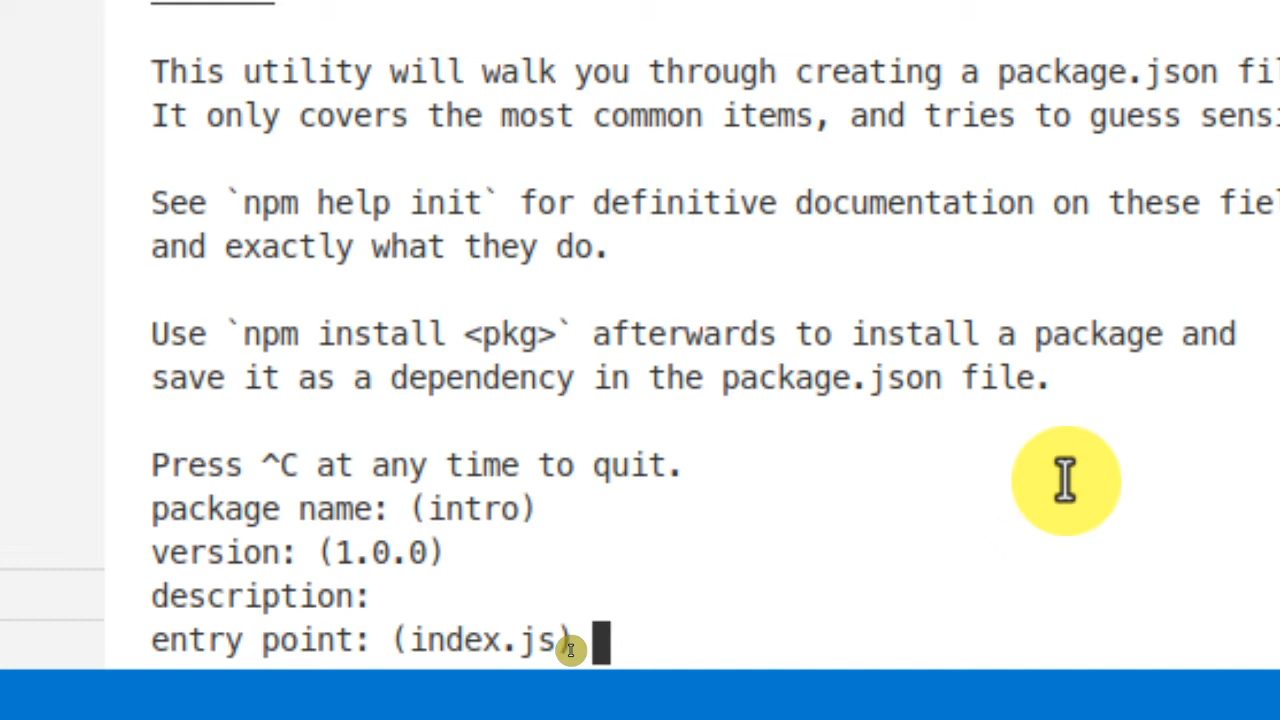 This utility will walk you through creating a package.json fil
It only covers the most common items, and tries to guess sensi
See `npm help init` for definitive documentation on these fiel
and exactly what they do.
Use `npm install <pkg>` afterwards to install a package and
save it as a dependency in the package.json file.
Press ^C at any time to quit.
package name: (intro)
version: (1.0.0)
description:
entry point: (index.js)